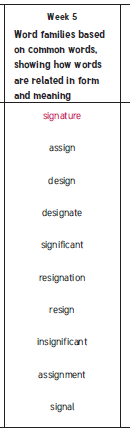 Week 5
Word families based
on common words,
showing how words
are related in form
and meaning
signature
assign
design
designate
significant
resignation
resign
insignificant
assignment
signal